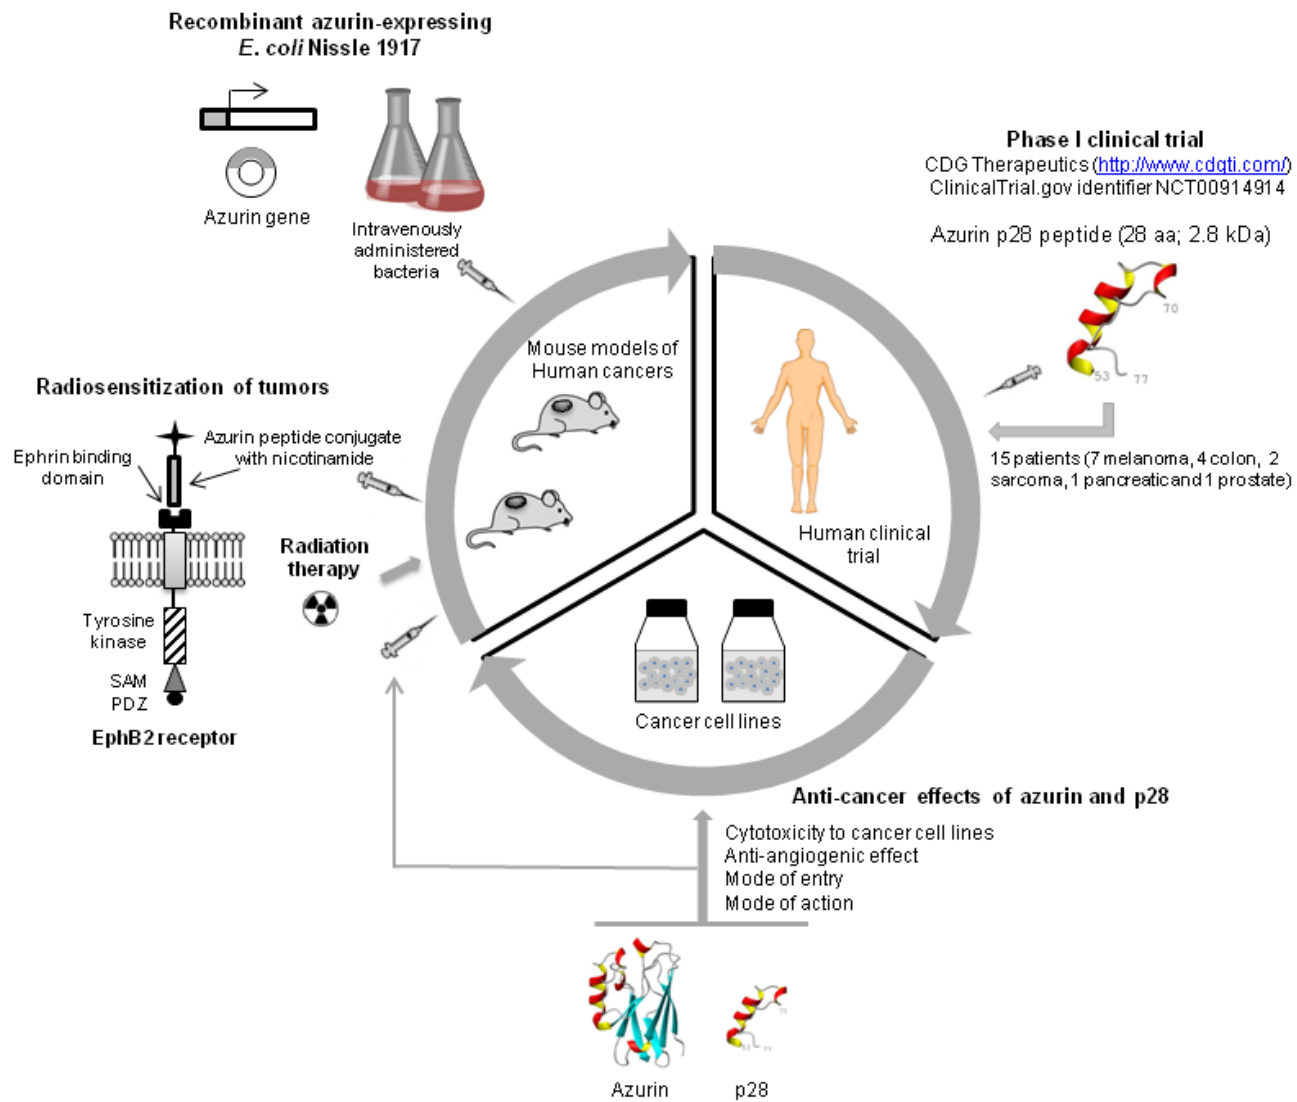 Recombinant azurin-expressing
E. coli Nissle 1917
Azurin gene
Intravenously
administered
bacteria
Phase I clinical trial
CDG Therapeutics (http://www.cdgti.com/)
ClinicalTrial.gov identifier NCT00914914
Azurin p28 peptide (28 aa; 2.8 kDa)
70
53
77
15 patients (7 melanoma, 4 colon, 2
sarcoma, 1 pancreatic and 1 prostate)
Mouse models of
Human cancers
Human clinical
trial
Cancer cell lines
Radiosensitization of tumors
Ephrin binding
domain
Azurin peptide conjugate
with nicotinamide
Radiation
therapy
Tyrosine
kinase
SAM
PDZ
EphB2 receptor
Anti-cancer effects of azurin and p28
Cytotoxicity to cancer cell lines
Anti-angiogenic effect
Mode of entry
Mode of action
Azurin
p28